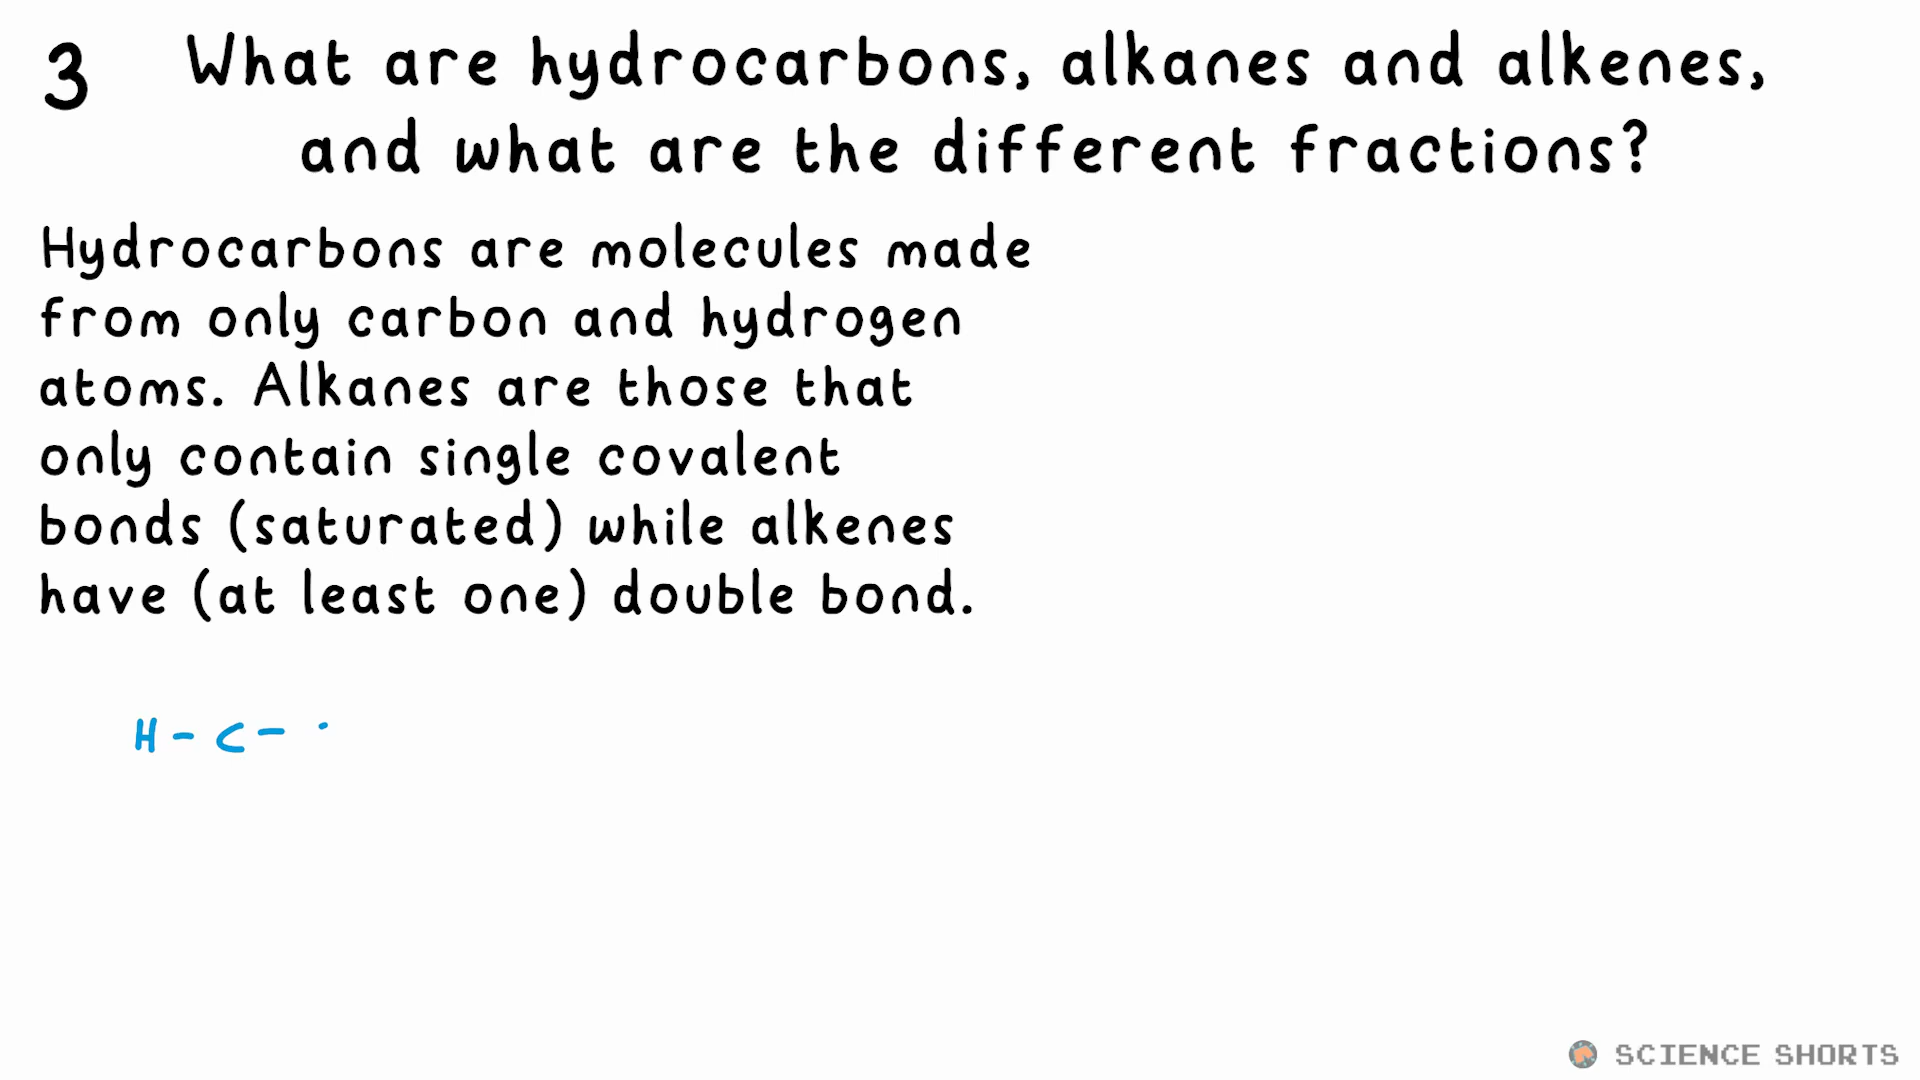 3
What are hydrocarbons, alkanes and alkenes,
and what are the different fractions?
Hydrocarbons are molecules made
from only carbon and hydrogen
atoms. Alkanes are those that
only contain single covalent
bonds (saturated) while alkenes
have (at least one) double bond.
H - C -
SCIENCE SHORTS